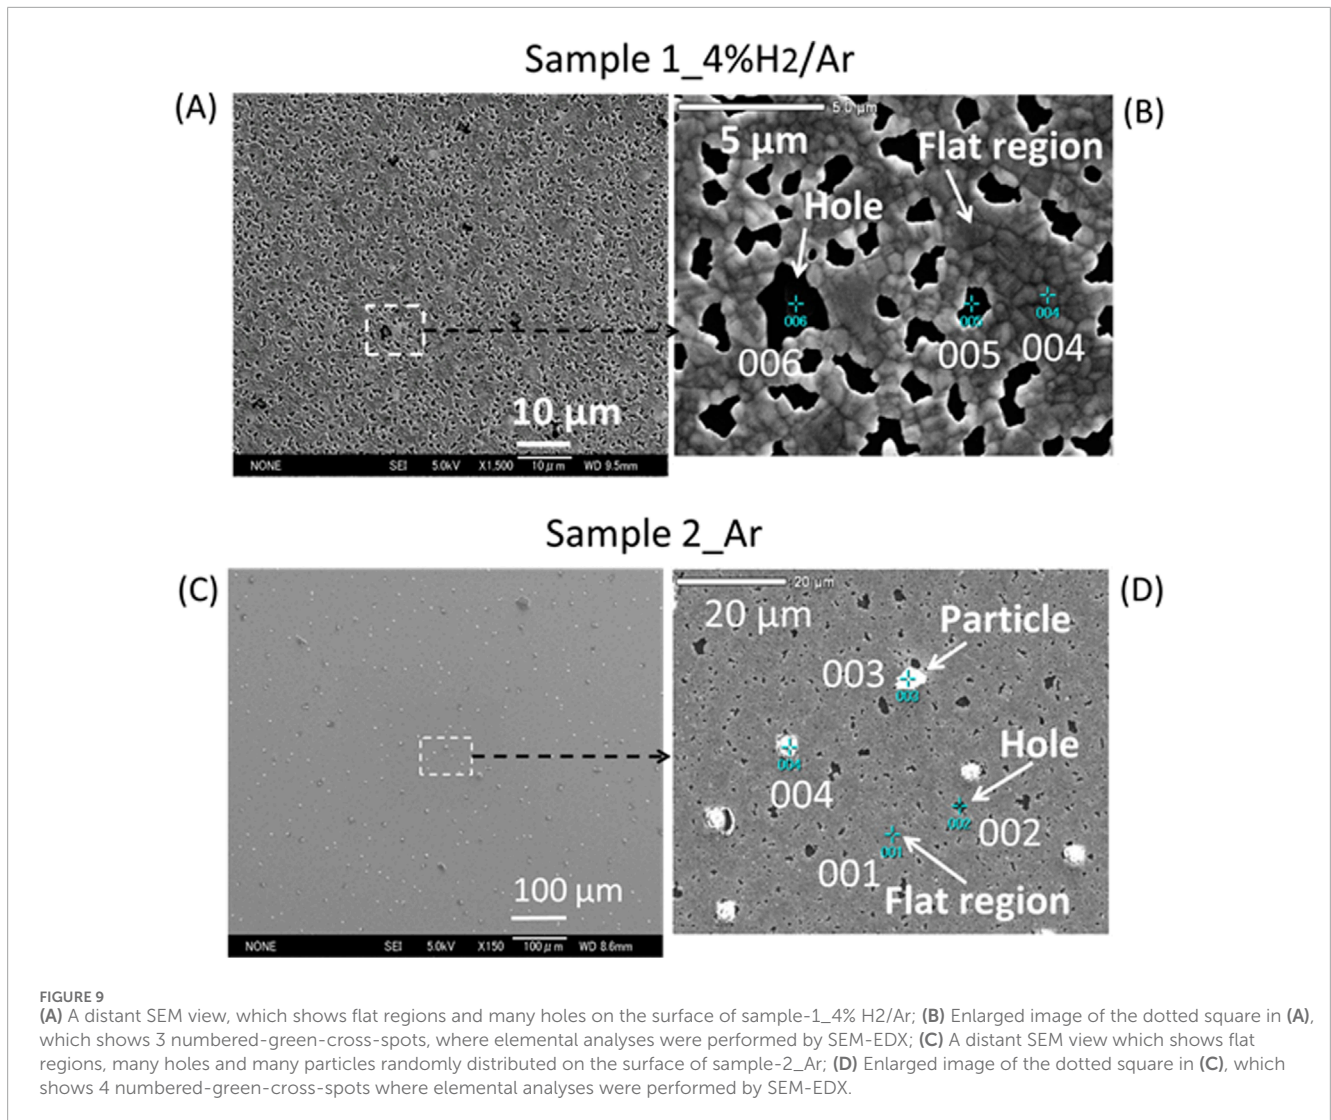 Sample 1_4%H2/Ar
(A)
10 µm
NONE SEI 5.0kV X1,500 10µm WD 9.5mm
(B)
5.0 µm
5 µm
Flat region
Hole
006
005
004
006
005
004
Sample 2_Ar
(C)
100 µm
NONE SEI 5.0kV X150 100µm WD 8.6mm
(D)
20 µm
20 µm
Particle
003
003
Hole
004
004
002
002
001
001
Flat region
FIGURE 9
(A) A distant SEM view, which shows flat regions and many holes on the surface of sample-1_4% H2/Ar; (B) Enlarged image of the dotted square in (A),
which shows 3 numbered-green-cross-spots, where elemental analyses were performed by SEM-EDX; (C) A distant SEM view which shows flat
regions, many holes and many particles randomly distributed on the surface of sample-2_Ar; (D) Enlarged image of the dotted square in (C), which
shows 4 numbered-green-cross-spots where elemental analyses were performed by SEM-EDX.